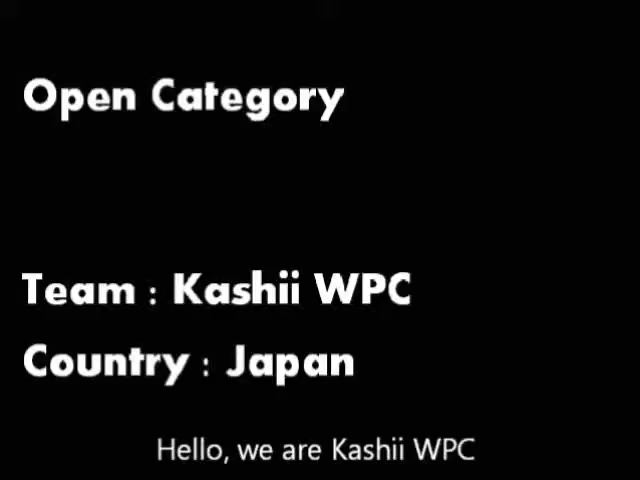 Open Category
Team : Kashii WPC
Country : Japan
Hello, we are Kashii WPC